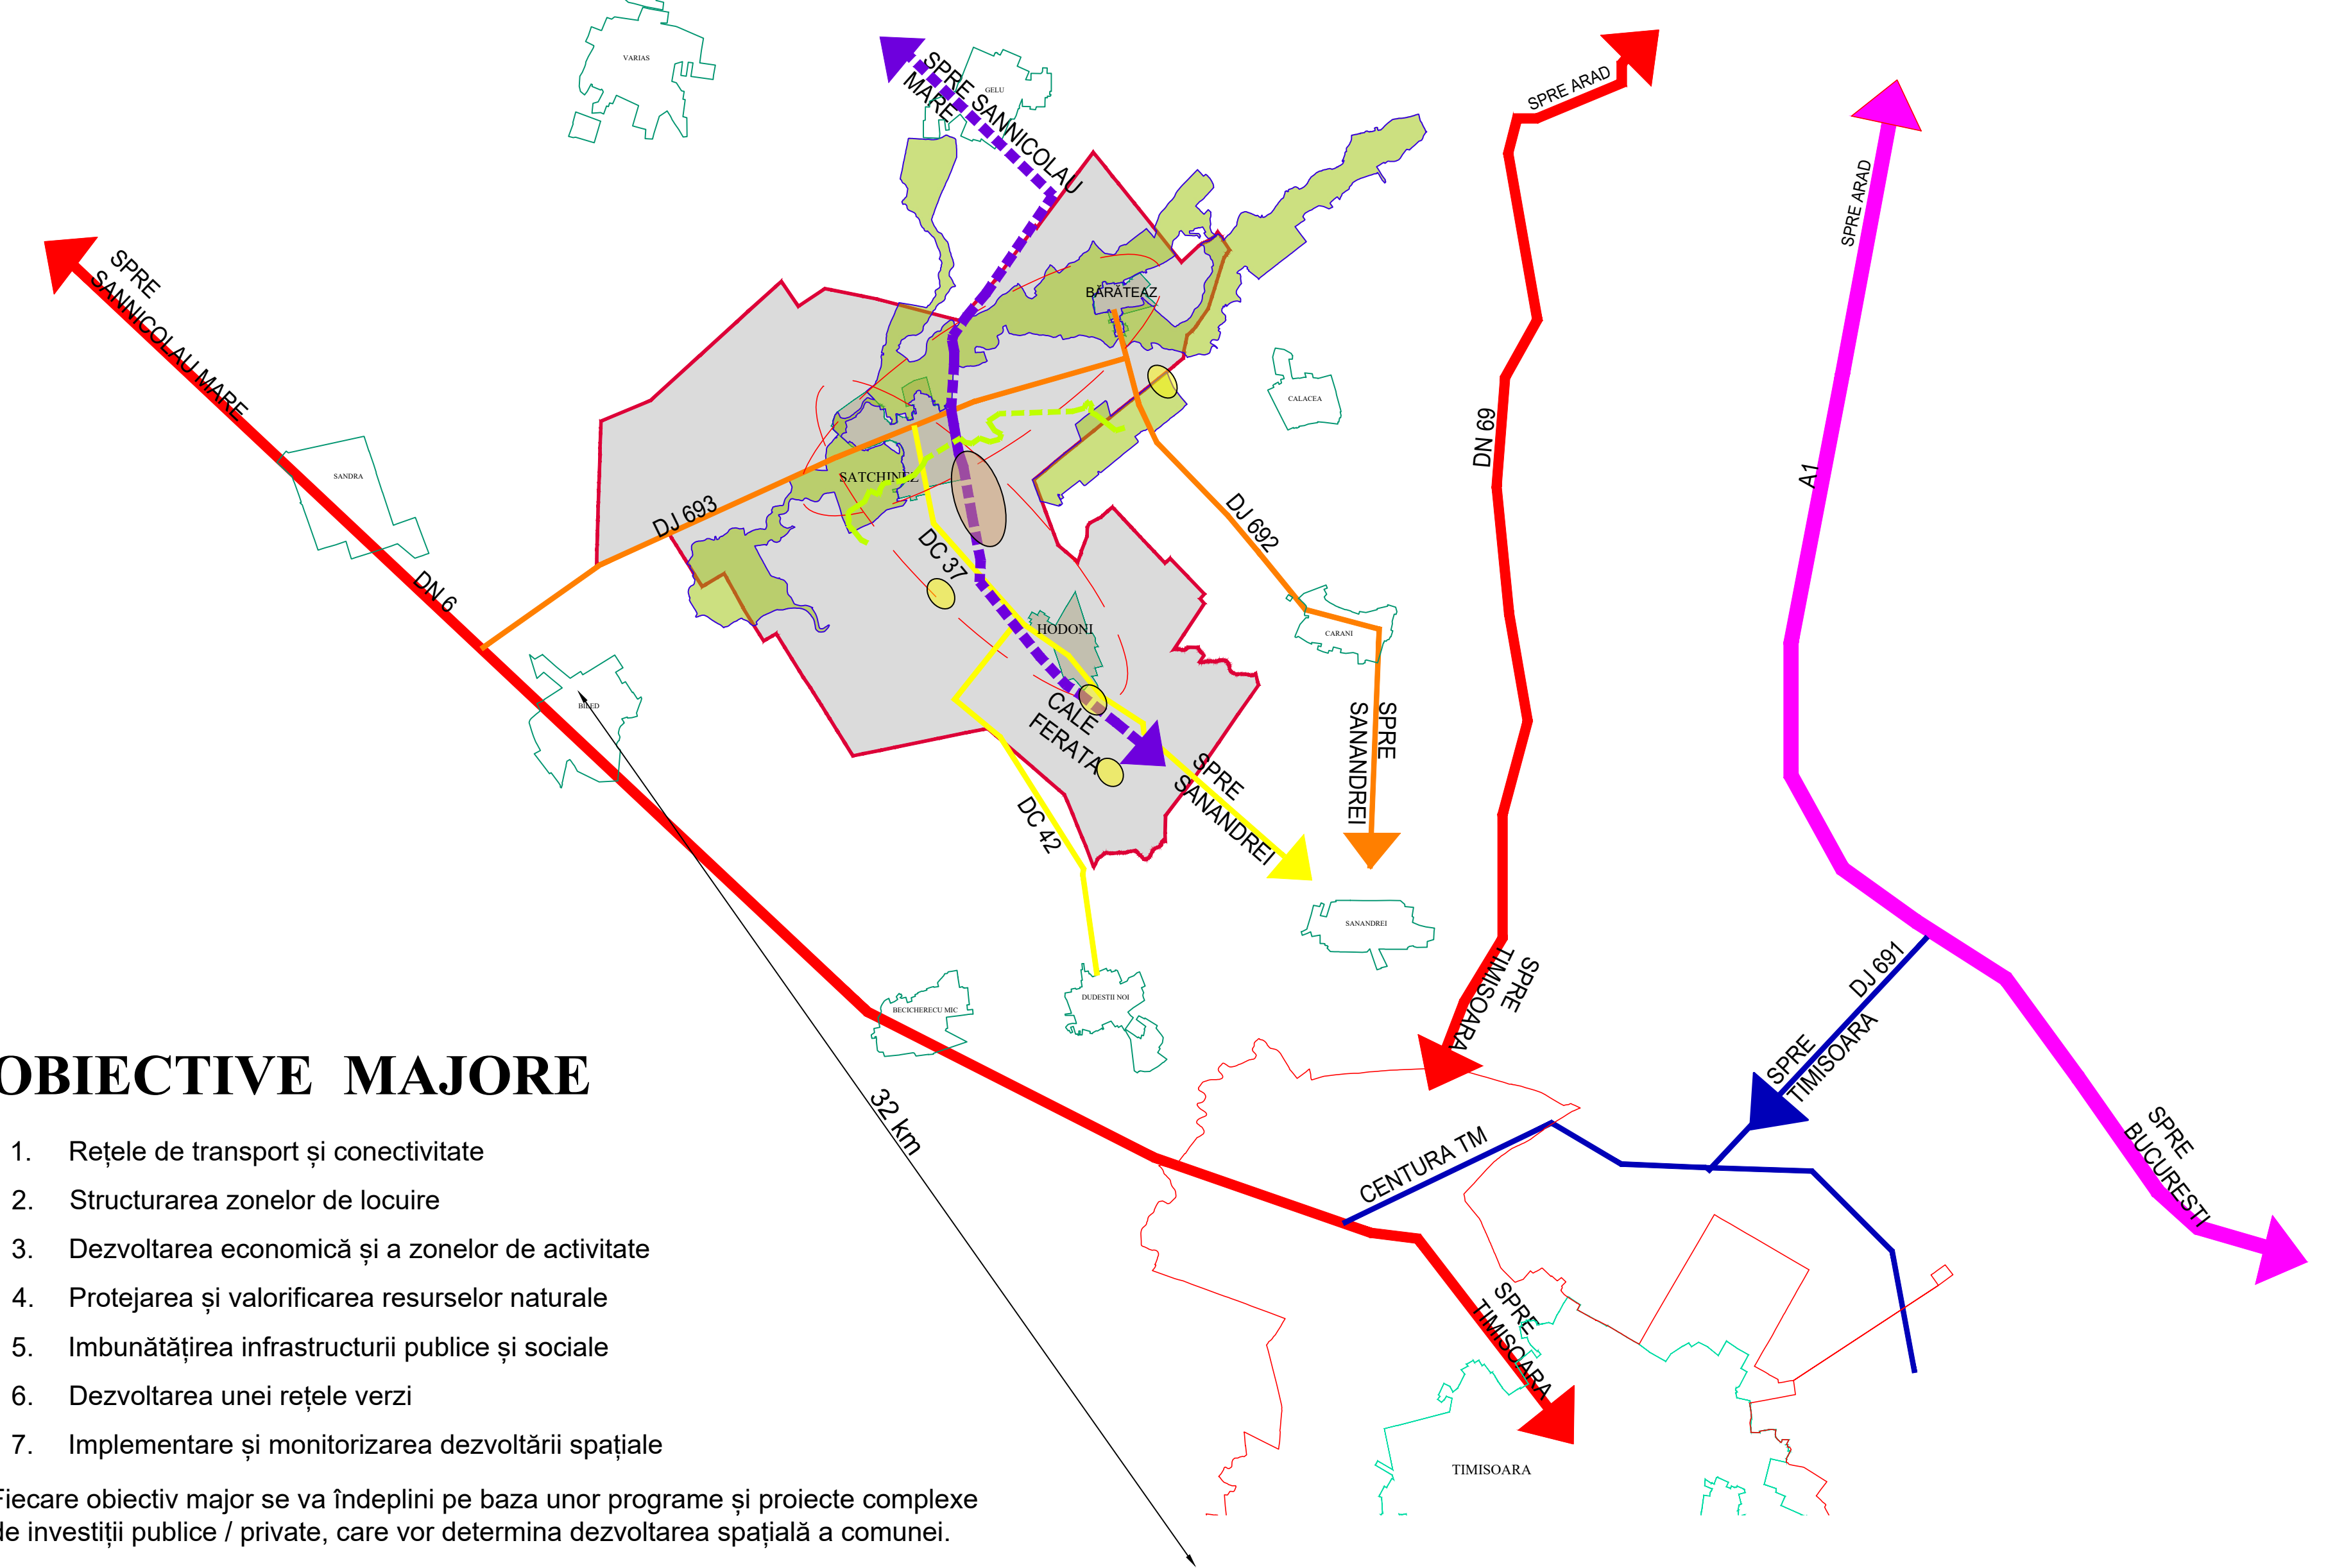 VARIAS
GELU
SPRE SANNICOLAU
MARE
SPRE ARAD
SPRE ARAD
SPRE
SANNICOLAU MARE
BĂRĂTEAZ
CALACEA
SANDRA
SATCHINEZ
DJ 693
DN 69
A1
DJ 692
DC 37
DN 6
HODONI
CARANI
BILED
CALE
FERATA
SPRE
SANANDREI
SPRE
SANANDREI
DC 42
SANANDREI
BECICHERECU MIC
DUDESTII NOI
SPRE
TIMISOARA
DJ 691
SPRE
TIMISOARA
32 km
CENTURA TM
SPRE
BUCURESTI
SPRE
TIMISOARA
TIMISOARA
OBIECTIVE MAJORE
1. Rețele de transport și conectivitate
2. Structurarea zonelor de locuire
3. Dezvoltarea economică și a zonelor de activitate
4. Protejarea și valorificarea resurselor naturale
5. Imbunătățirea infrastructurii publice și sociale
6. Dezvoltarea unei rețele verzi
7. Implementare și monitorizarea dezvoltării spațiale
Fiecare obiectiv major se va îndeplini pe baza unor programe și proiecte complexe
de investiții publice / private, care vor determina dezvoltarea spațială a comunei.